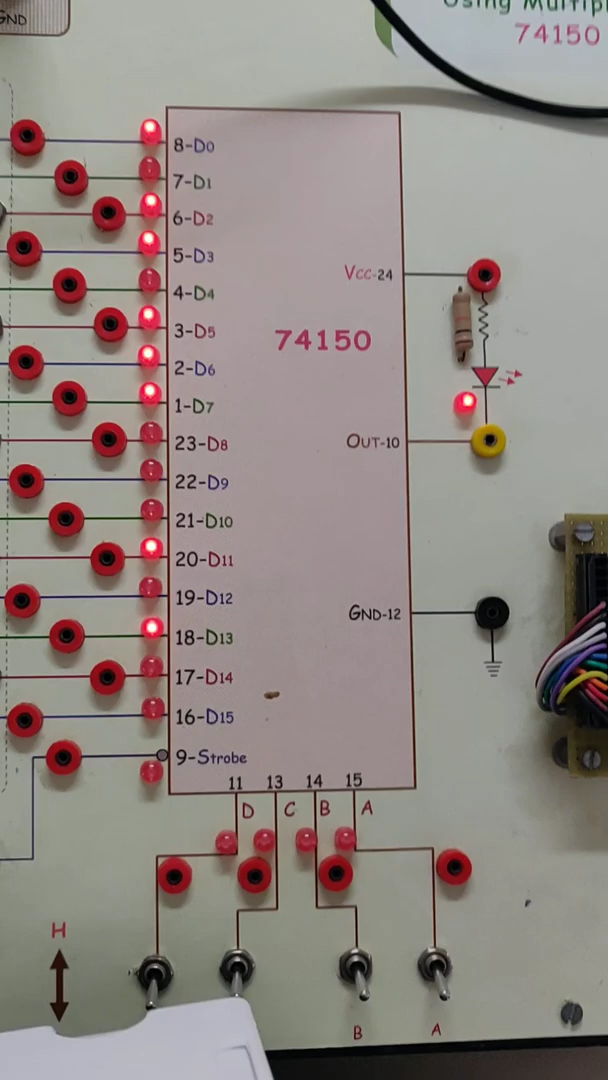 GND
Using Multip
74150
8-D0
7-D1
6-D2
5-D3
4-D4
3-D5
2-D6
1-D7
23-D8
22-D9
21-D10
20-D11
19-D12
18-D13
17-D14
16-D15
9-Strobe
Vcc-24
74150
OUT-10
GND-12
11 13 14 15
D C B A
H
B A